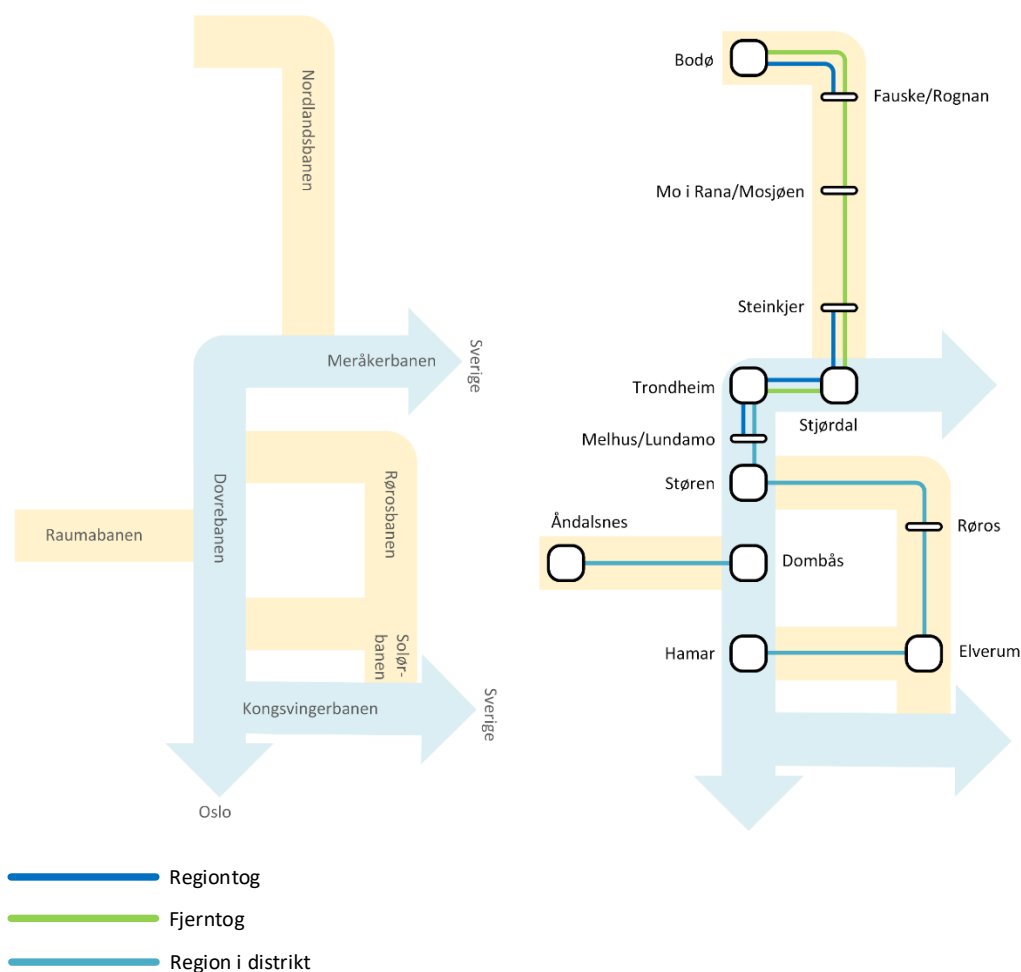 Nordlandsbanen
Meråkerbanen
Sverige
Dovrebanen
Rørosbanen
Raumabanen
Solør-
banen
Kongsvingerbanen
Sverige
Oslo
Bodø
Fauske/Rognan
Mo i Rana/Mosjøen
Steinkjer
Trondheim
Stjørdal
Melhus/Lundamo
Støren
Røros
Åndalsnes
Dombås
Hamar
Elverum
Regiontog
Fjerntog
Region i distrikt